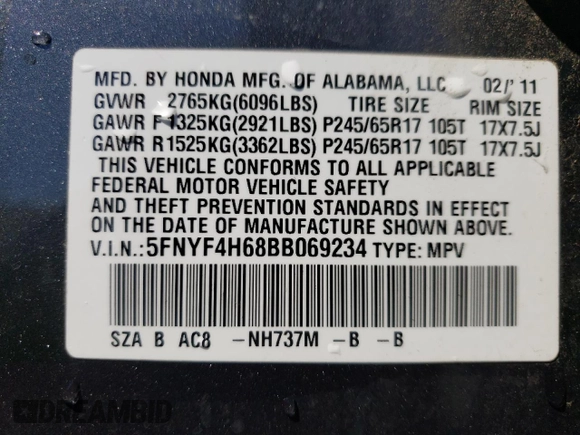 MFD. BY HONDA MFG. OF ALABAMA, LLC 02/'11
GVWR 2765KG(6096LBS) TIRE SIZE RIM SIZE
GAWR F 1325KG(2921LBS) P245/65R17 105T 17X7.5J
GAWR R1525KG(3362LBS) P245/65R17 105T 17X7.5J
THIS VEHICLE CONFORMS TO ALL APPLICABLE
FEDERAL MOTOR VEHICLE SAFETY
AND THEFT PREVENTION STANDARDS IN EFFECT
ON THE DATE OF MANUFACTURE SHOWN ABOVE.
V.I.N.: 5FNYF4H68BB069234 TYPE: MPV
SZA B AC8 -NH737M -B -B
DREAMBID